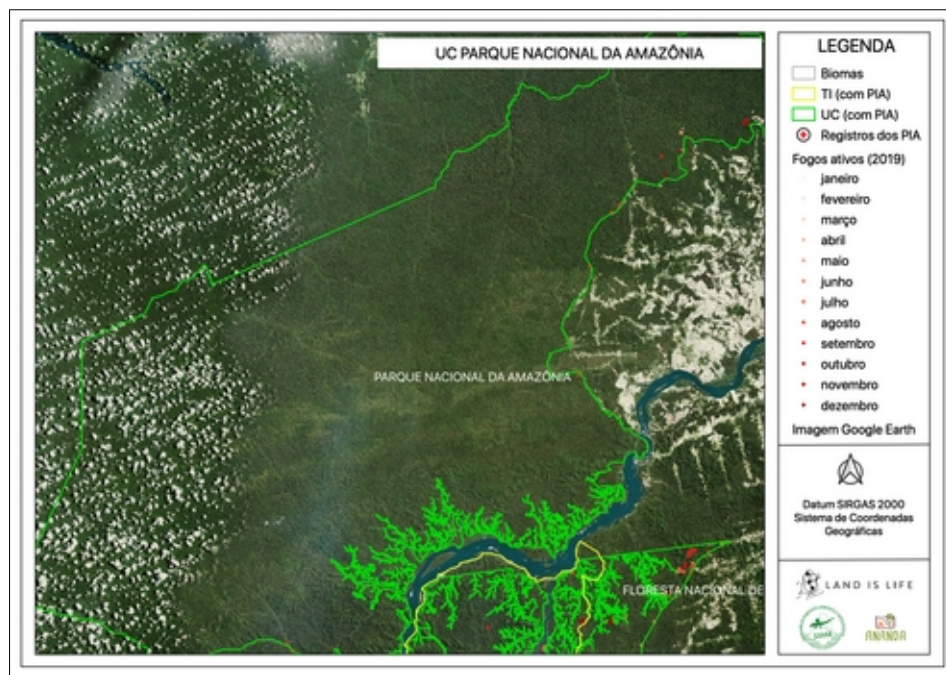 UC PARQUE NACIONAL DA AMAZÔNIA
PARQUE NACIONAL DA AMAZÔNIA
FLORESTA NACIONAL DE
LEGENDA
Biomas
TI (com PIA)
UC (com PIA)
Registros dos PIA
Fogos ativos (2019)
janeiro
fevereiro
março
abril
maio
junho
julho
agosto
setembro
outubro
novembro
dezembro
Imagem Google Earth
Datum SIRGAS 2000
Sistema de Coordenadas
Geográficas
LAND IS LIFE
ANANDA